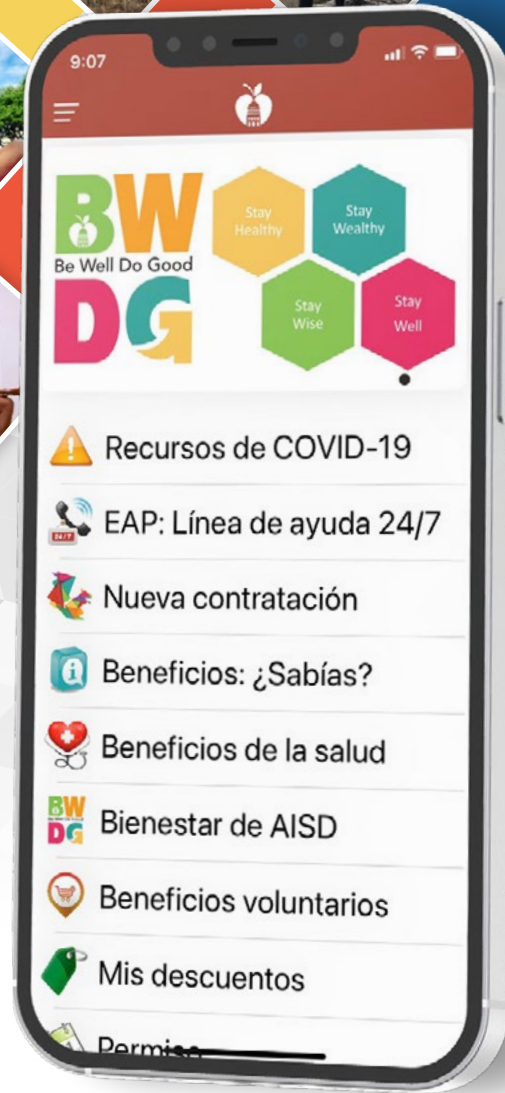 9:07
BW
Be Well Do Good
DG
Stay
Healthy
Stay
Wealthy
Stay
Wise
Stay
Well
Recursos de COVID-19
24/7
EAP: Línea de ayuda 24/7
Nueva contratación
Beneficios: ¿Sabías?
Beneficios de la salud
BW
DG
Bienestar de AISD
Beneficios voluntarios
Mis descuentos
Permiso